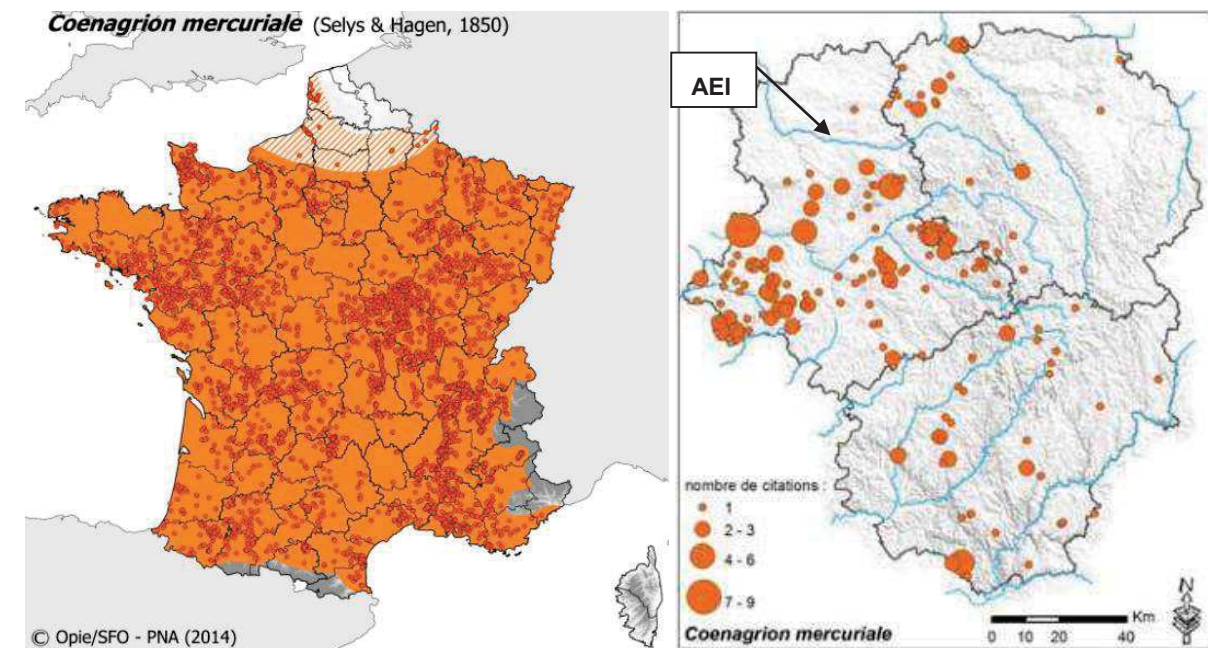 Coenagrion mercuriale (Selys & Hagen, 1850)
© Opie/SFO - PNA (2014)
AEI
nombre de citations :
1
2 - 3
4 - 6
7 - 9
Coenagrion mercuriale
N
Km
0 10 20 40